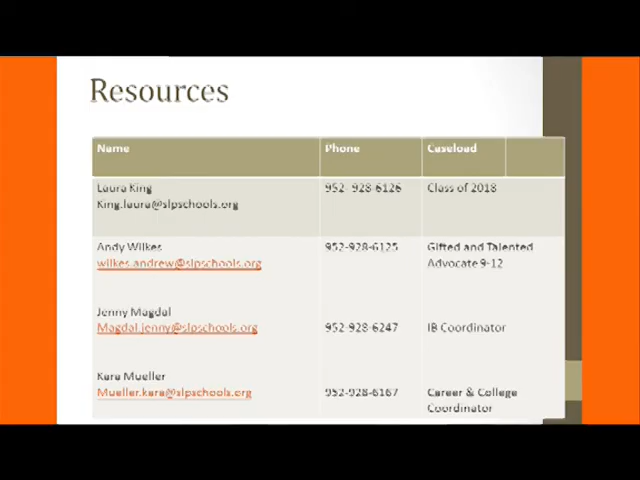 Resources
Name Phone Caseload
Laura King 952- 928-6126 Class of 2018
King.laura@slpschools.org
Andy Wilkes 952-928-6125 Gifted and Talented
wilkes.andrew@slpschools.org Advocate 9-12
Jenny Magdal
Magdal.jenny@slpschools.org 952-928-6247 IB Coordinator
Kara Mueller
Mueller.kara@slpschools.org 952-928-6167 Career & College
Coordinator